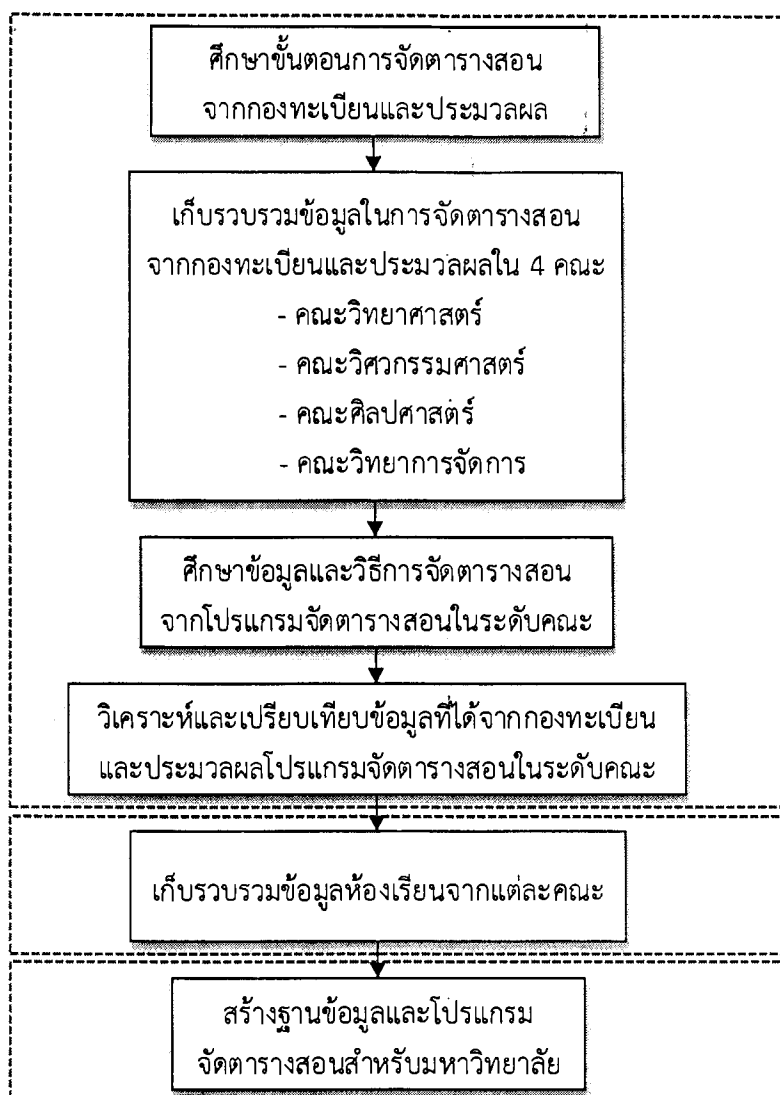 ศึกษาขั้นตอนการจัดตารางสอน
จากกองทะเบียนและประมวลผล
เก็บรวบรวมข้อมูลในการจัดตารางสอน
จากกองทะเบียนและประมวลผลใน 4 คณะ
- คณะวิทยาศาสตร์
- คณะวิศวกรรมศาสตร์
- คณะศิลปศาสตร์
- คณะวิทยาการจัดการ
ศึกษาข้อมูลและวิธีการจัดตารางสอน
จากโปรแกรมจัดตารางสอนในระดับคณะ
วิเคราะห์และเปรียบเทียบข้อมูลที่ได้จากกองทะเบียน
และประมวลผลโปรแกรมจัดตารางสอนในระดับคณะ
เก็บรวบรวมข้อมูลห้องเรียนจากแต่ละคณะ
สร้างฐานข้อมูลและโปรแกรม
จัดตารางสอนสำหรับมหาวิทยาลัย